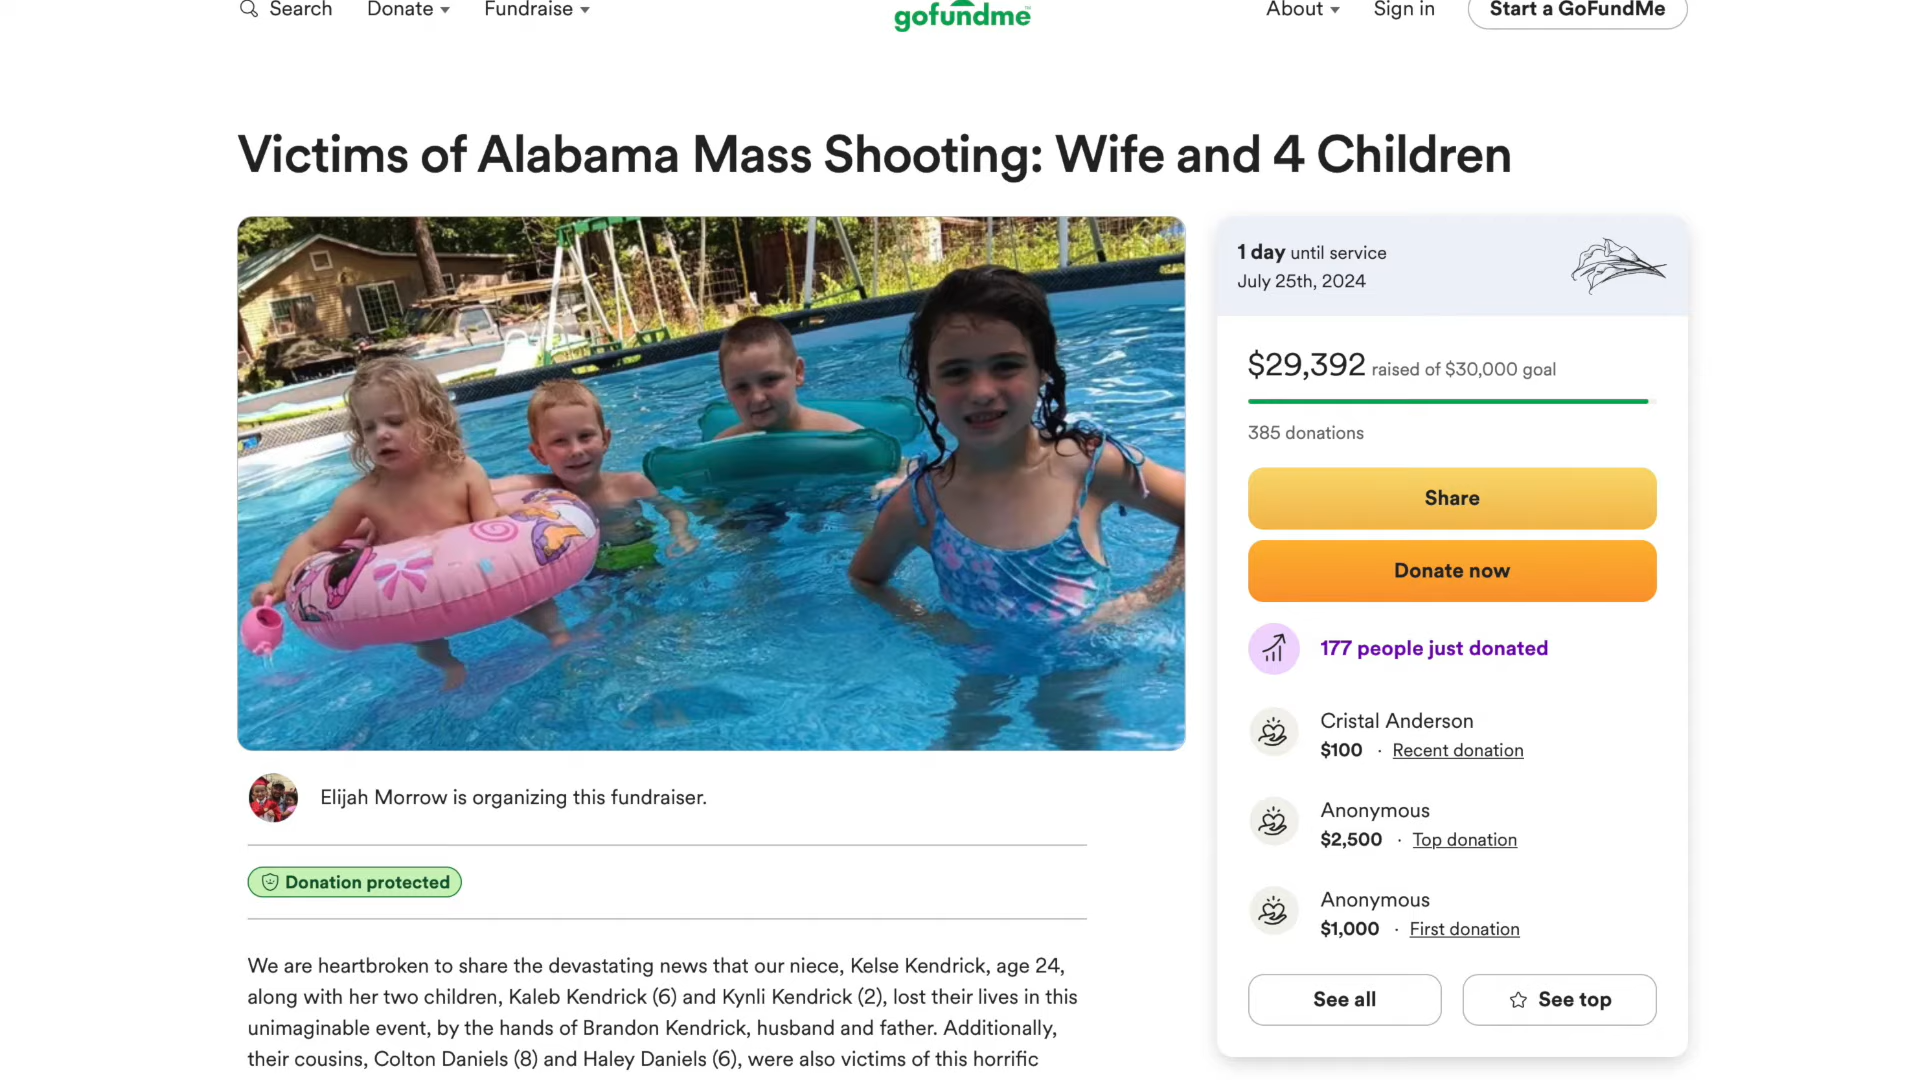 Search
Donate
Fundraise
gofundme
About
Sign in
Start a GoFundMe
Victims of Alabama Mass Shooting: Wife and 4 Children
1 day until service
July 25th, 2024
$29,392 raised of $30,000 goal
385 donations
Share
Donate now
177 people just donated
Cristal Anderson
$100 · Recent donation
Anonymous
$2,500 · Top donation
Anonymous
$1,000 · First donation
See all
See top
Elijah Morrow is organizing this fundraiser.
Donation protected
We are heartbroken to share the devastating news that our niece, Kelse Kendrick, age 24,
along with her two children, Kaleb Kendrick (6) and Kynli Kendrick (2), lost their lives in this
unimaginable event, by the hands of Brandon Kendrick, husband and father. Additionally,
their cousins, Colton Daniels (8) and Haley Daniels (6), were also victims of this horrific